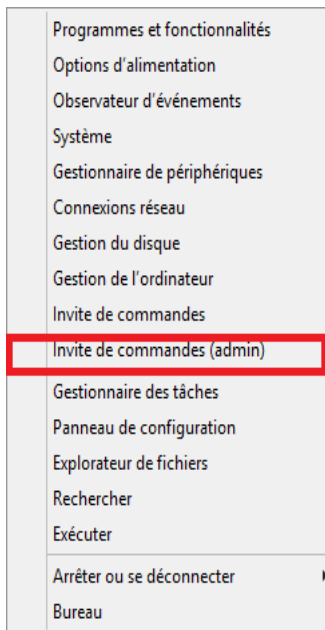 Programmes et fonctionnalités
Options d'alimentation
Observateur d'événements
Système
Gestionnaire de périphériques
Connexions réseau
Gestion du disque
Gestion de l'ordinateur
Invite de commandes
Invite de commandes (admin)
Gestionnaire des tâches
Panneau de configuration
Explorateur de fichiers
Rechercher
Exécuter
Arrêter ou se déconnecter
Bureau